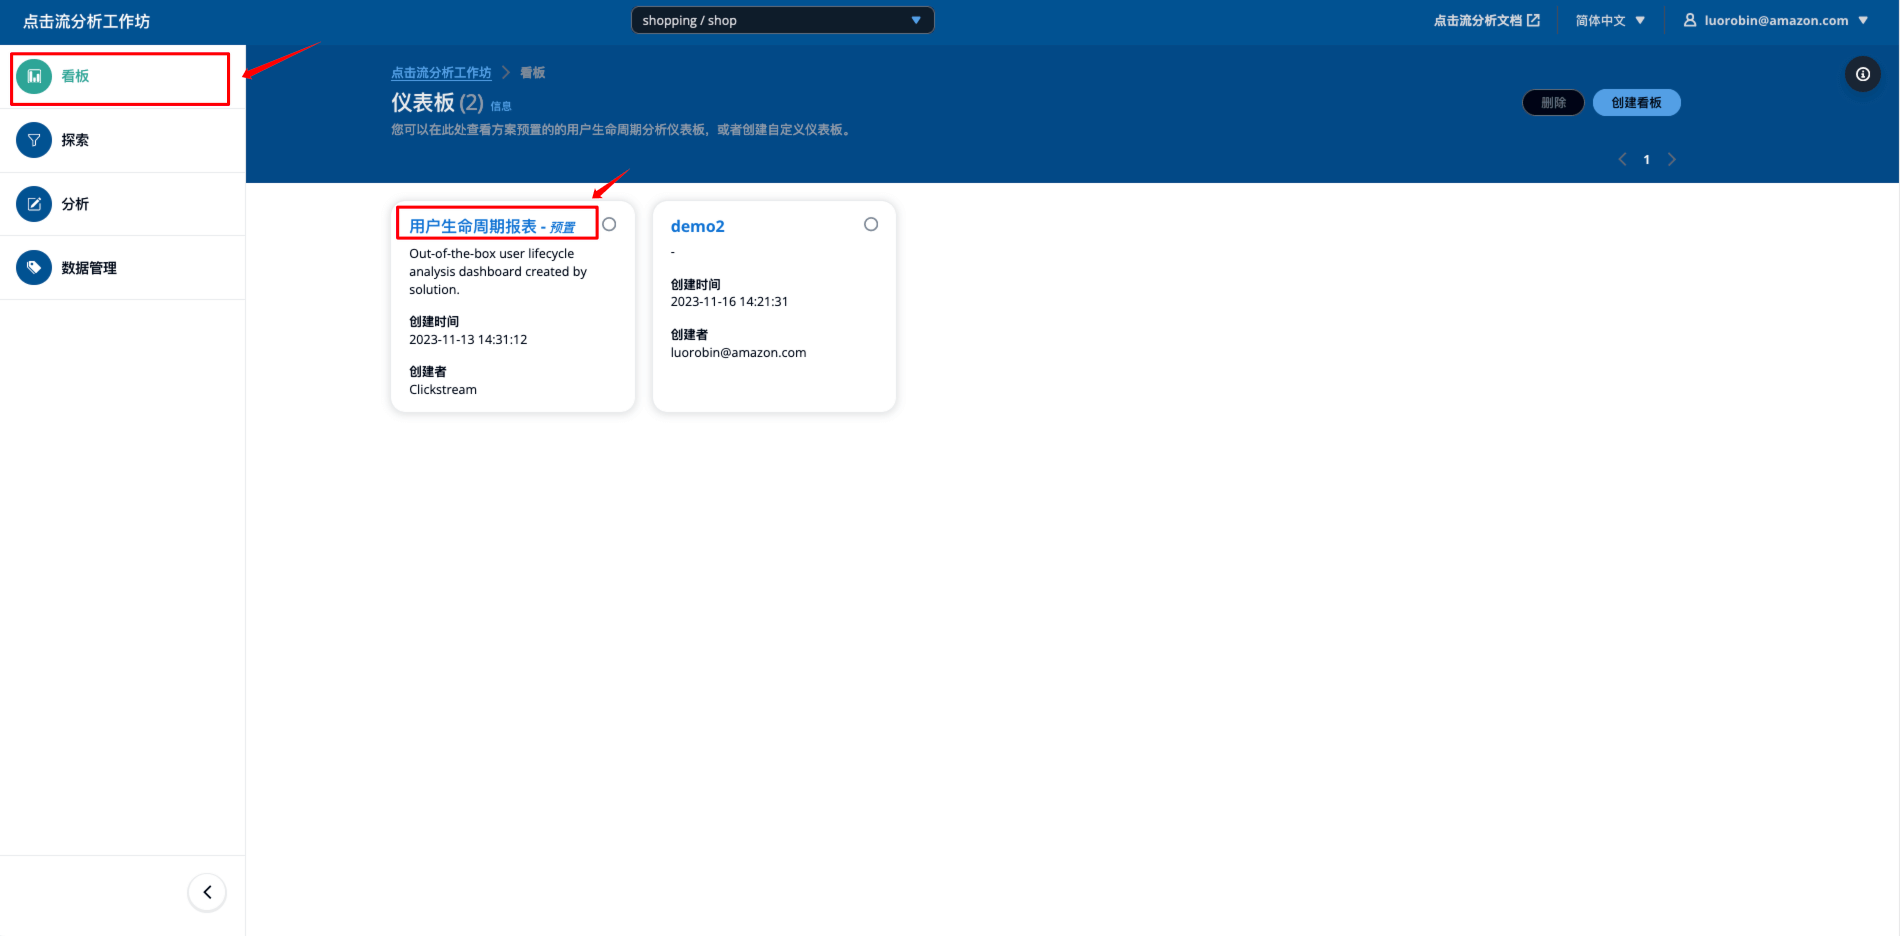 点击流分析工作坊
shopping / shop
点击流分析文档
简体中文
luorobin@amazon.com
看板
探索
分析
数据管理
点击流分析工作坊 > 看板
仪表板 (2) 信息
您可以在此处查看方案预置的的用户生命周期分析仪表板，或者创建自定义仪表板。
删除
创建看板
1
用户生命周期报表 - 预置
Out-of-the-box user lifecycle
analysis dashboard created by
solution.
创建时间
2023-11-13 14:31:12
创建者
Clickstream
demo2
-
创建时间
2023-11-16 14:21:31
创建者
luorobin@amazon.com